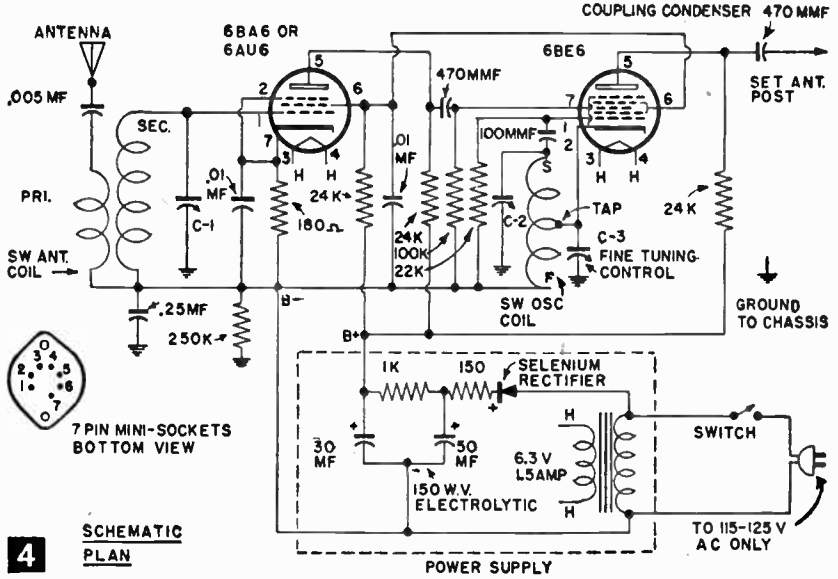 COUPLING CONDENSER 470 MMF
ANTENNA
6BA6 OR
6AU6
6BE6
SET ANT.
POST
.005 MF
470MMF
5
2
6
1
7
3
4
H H
5
7
1
2
6
3
4
H H
SEC.
PRI.
.01
MF
C-1
180Ω
24K
.01
MF
100MMF
S
24K
100K
22K
C-2
TAP
C-3
FINE TUNING
CONTROL
24K
SW ANT.
COIL
F
SW OSC
COIL
GROUND
TO CHASSIS
.25MF
250K
B-
B+
3 4
2 5
1 6
7
7 PIN MINI-SOCKETS
BOTTOM VIEW
1K
150
SELENIUM
RECTIFIER
+
+
+
30
MF
50
MF
- 150 W.V.
ELECTROLYTIC
H
6.3 V
1.5AMP
H
SWITCH
TO 115-125 V
AC ONLY
4
SCHEMATIC
PLAN
POWER SUPPLY